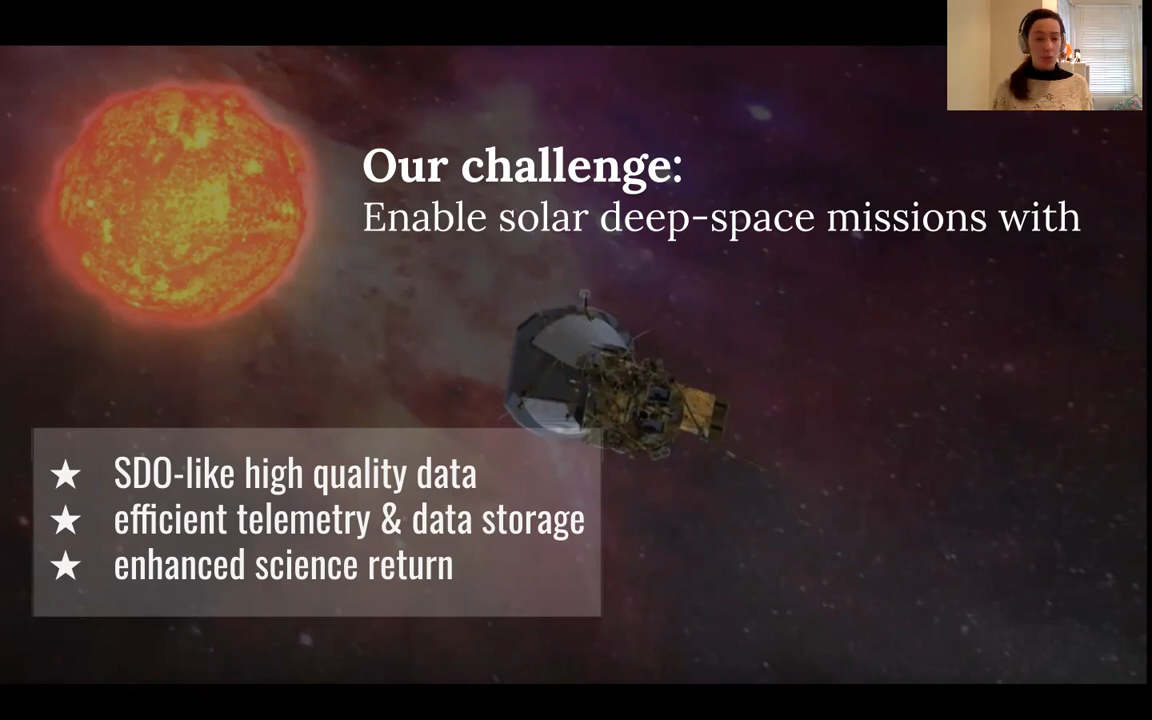 Our challenge:
Enable solar deep-space missions with
★ SDO-like high quality data
★ efficient telemetry & data storage
★ enhanced science return